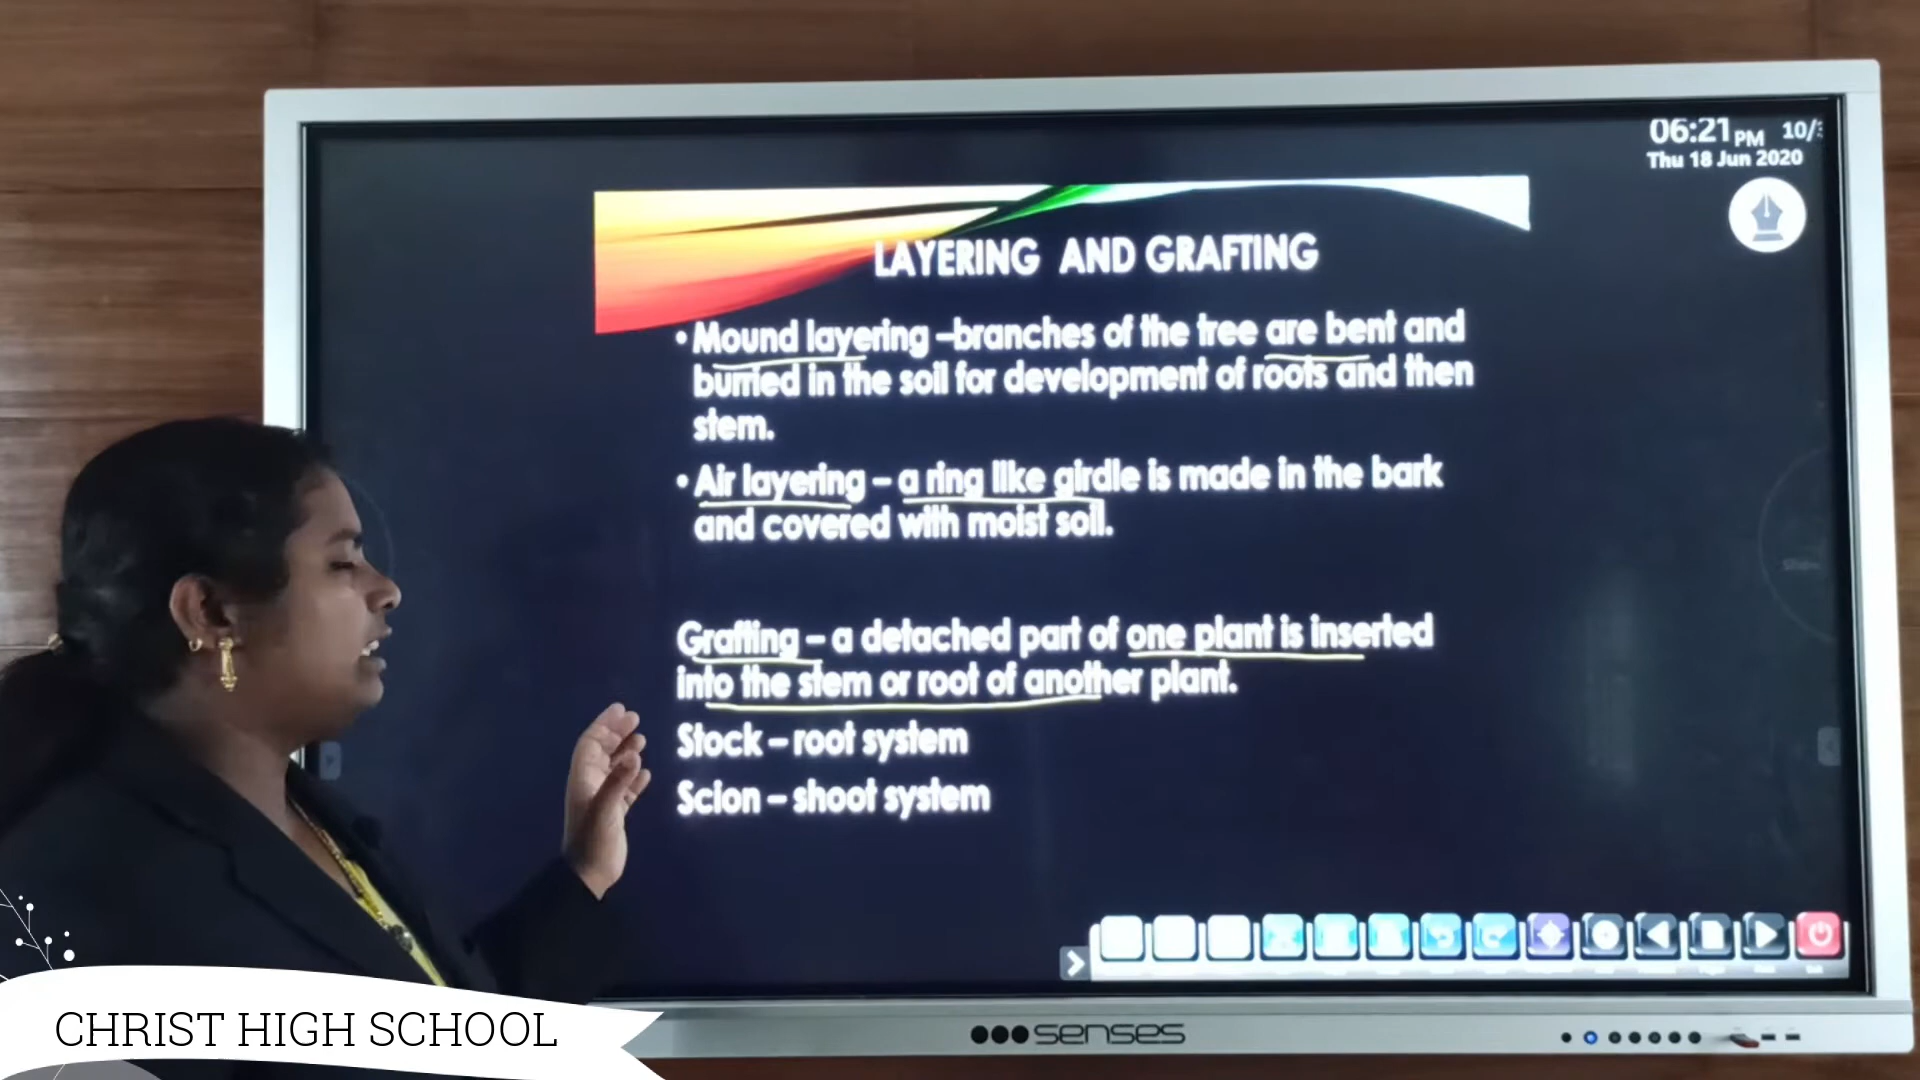 06:21 PM 10/
Thu 18 Jun 2020
LAYERING AND GRAFTING
• Mound layering –branches of the tree are bent and
burried in the soil for development of roots and then
stem.
• Air layering – a ring like girdle is made in the bark
and covered with moist soil.
Grafting – a detached part of one plant is inserted
into the stem or root of another plant.
Stock – root system
Scion – shoot system
senses
CHRIST HIGH SCHOOL